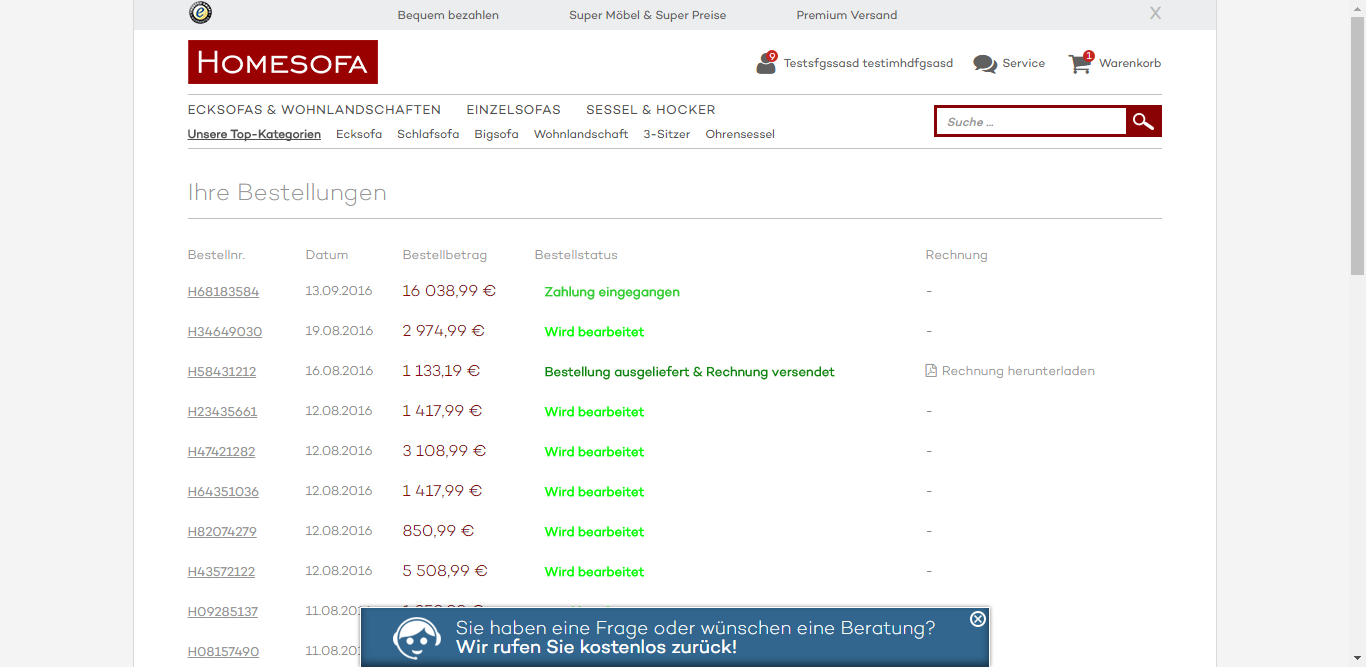 Bequem bezahlen Super Möbel & Super Preise Premium Versand X
HOMESOFA
9 Testsfgssasd testimhdfgsasd Service 1 Warenkorb
ECKSOFAS & WOHNLANDSCHAFTEN EINZELSOFAS SESSEL & HOCKER
Unsere Top-Kategorien Ecksofa Schlafsofa Bigsofa Wohnlandschaft 3-Sitzer Ohrensessel
Suche ...
Ihre Bestellungen
Bestellnr. Datum Bestellbetrag Bestellstatus Rechnung
H68183584 13.09.2016 16 038,99 € Zahlung eingegangen -
H34649030 19.08.2016 2 974,99 € Wird bearbeitet -
H58431212 16.08.2016 1 133,19 € Bestellung ausgeliefert & Rechnung versendet Rechnung herunterladen
H23435661 12.08.2016 1 417,99 € Wird bearbeitet -
H47421282 12.08.2016 3 108,99 € Wird bearbeitet -
H64351036 12.08.2016 1 417,99 € Wird bearbeitet -
H82074279 12.08.2016 850,99 € Wird bearbeitet -
H43572122 12.08.2016 5 508,99 € Wird bearbeitet -
H09285137 11.08.201
H08157490 11.08.201
Sie haben eine Frage oder wünschen eine Beratung?
Wir rufen Sie kostenlos zurück!